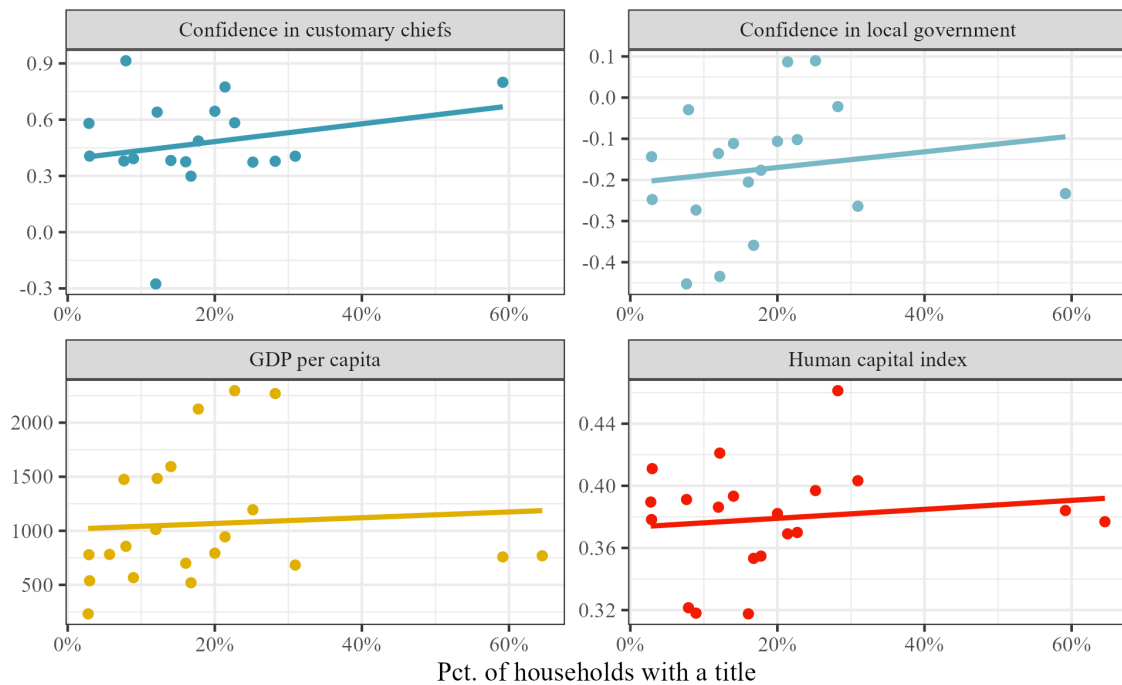 Confidence in customary chiefs
Confidence in local government
0.9
0.6
0.3
0.0
-0.3
0% 20% 40% 60%
0.1
0.0
-0.1
-0.2
-0.3
-0.4
0% 20% 40% 60%
GDP per capita
Human capital index
2000
1500
1000
500
0% 20% 40% 60%
0.44
0.40
0.36
0.32
0% 20% 40% 60%
Pct. of households with a title